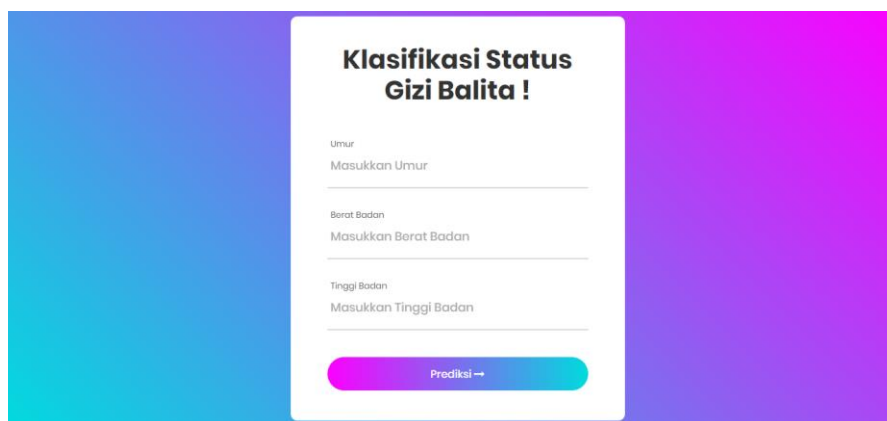 Klasifikasi Status
Gizi Balita !
Umur
Masukkan Umur
Berat Badan
Masukkan Berat Badan
Tinggi Badan
Masukkan Tinggi Badan
Prediksi →